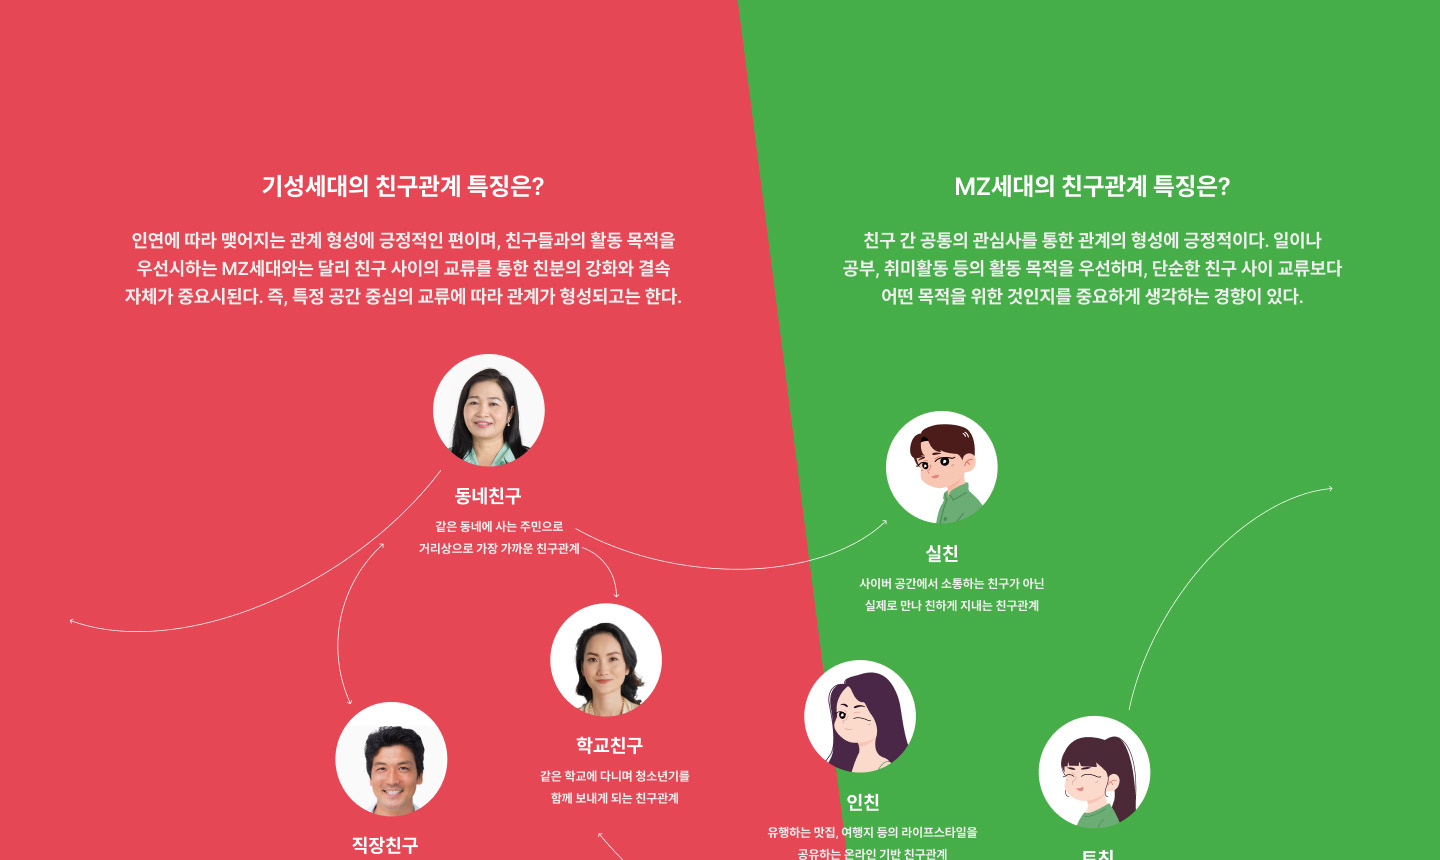 기성세대의 친구관계 특징은?
인연에 따라 맺어지는 관계 형성에 긍정적인 편이며, 친구들과의 활동 목적을
우선시하는 MZ세대와는 달리 친구 사이의 교류를 통한 친분의 강화와 결속
자체가 중요시된다. 즉, 특정 공간 중심의 교류에 따라 관계가 형성되고는 한다.
동네친구
같은 동네에 사는 주민으로
거리상으로 가장 가까운 친구관계
학교친구
같은 학교에 다니며 청소년기를
함께 보내게 되는 친구관계
직장친구
MZ세대의 친구관계 특징은?
친구 간 공통의 관심사를 통한 관계의 형성에 긍정적이다. 일이나
공부, 취미활동 등의 활동 목적을 우선하며, 단순한 친구 사이 교류보다
어떤 목적을 위한 것인지를 중요하게 생각하는 경향이 있다.
실친
사이버 공간에서 소통하는 친구가 아닌
실제로 만나 친하게 지내는 친구관계
인친
유행하는 맛집, 여행지 등의 라이프스타일을
공유하는 온라인 기반 친구관계